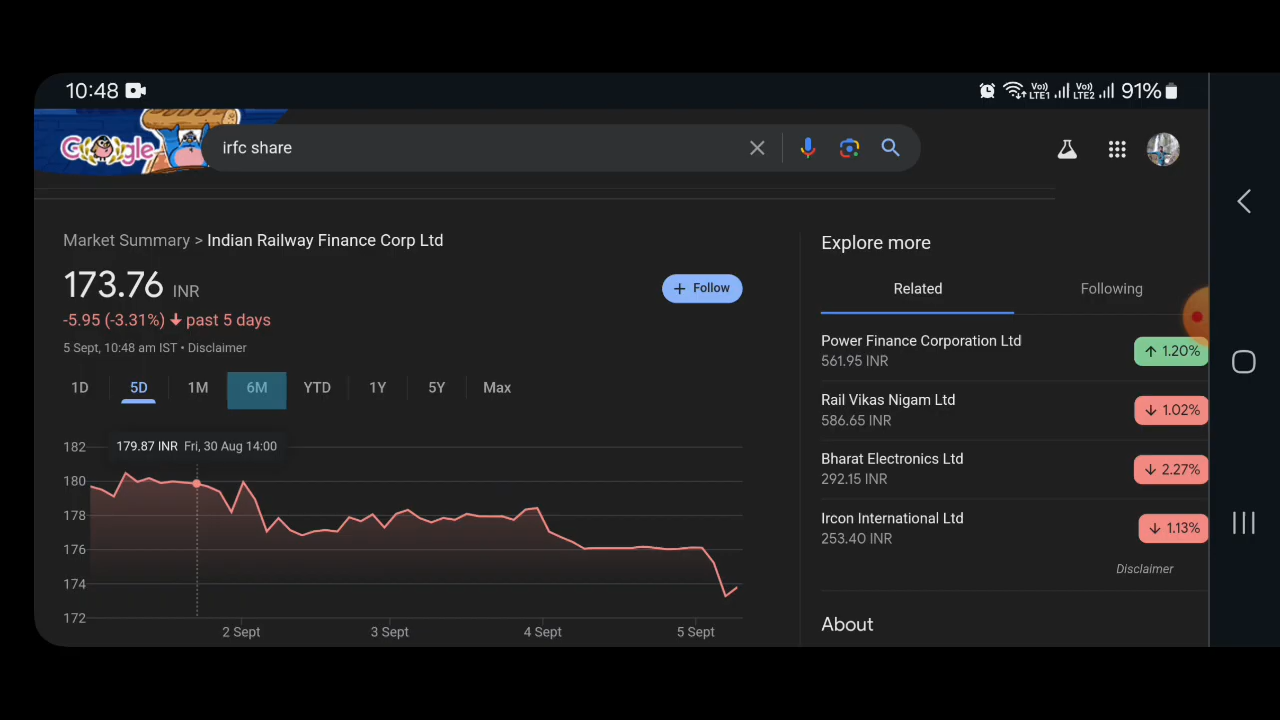 10:48
Vo) LTE1 Vo) LTE2 91%
Google
irfc share
Market Summary > Indian Railway Finance Corp Ltd
173.76 INR
+ Follow
-5.95 (-3.31%) ↓ past 5 days
5 Sept, 10:48 am IST • Disclaimer
1D 5D 1M 6M YTD 1Y 5Y Max
179.87 INR Fri, 30 Aug 14:00
182
180
178
176
174
172
2 Sept 3 Sept 4 Sept 5 Sept
Explore more
Related Following
Power Finance Corporation Ltd
561.95 INR
↑ 1.20%
Rail Vikas Nigam Ltd
586.65 INR
↓ 1.02%
Bharat Electronics Ltd
292.15 INR
↓ 2.27%
Ircon International Ltd
253.40 INR
↓ 1.13%
Disclaimer
About